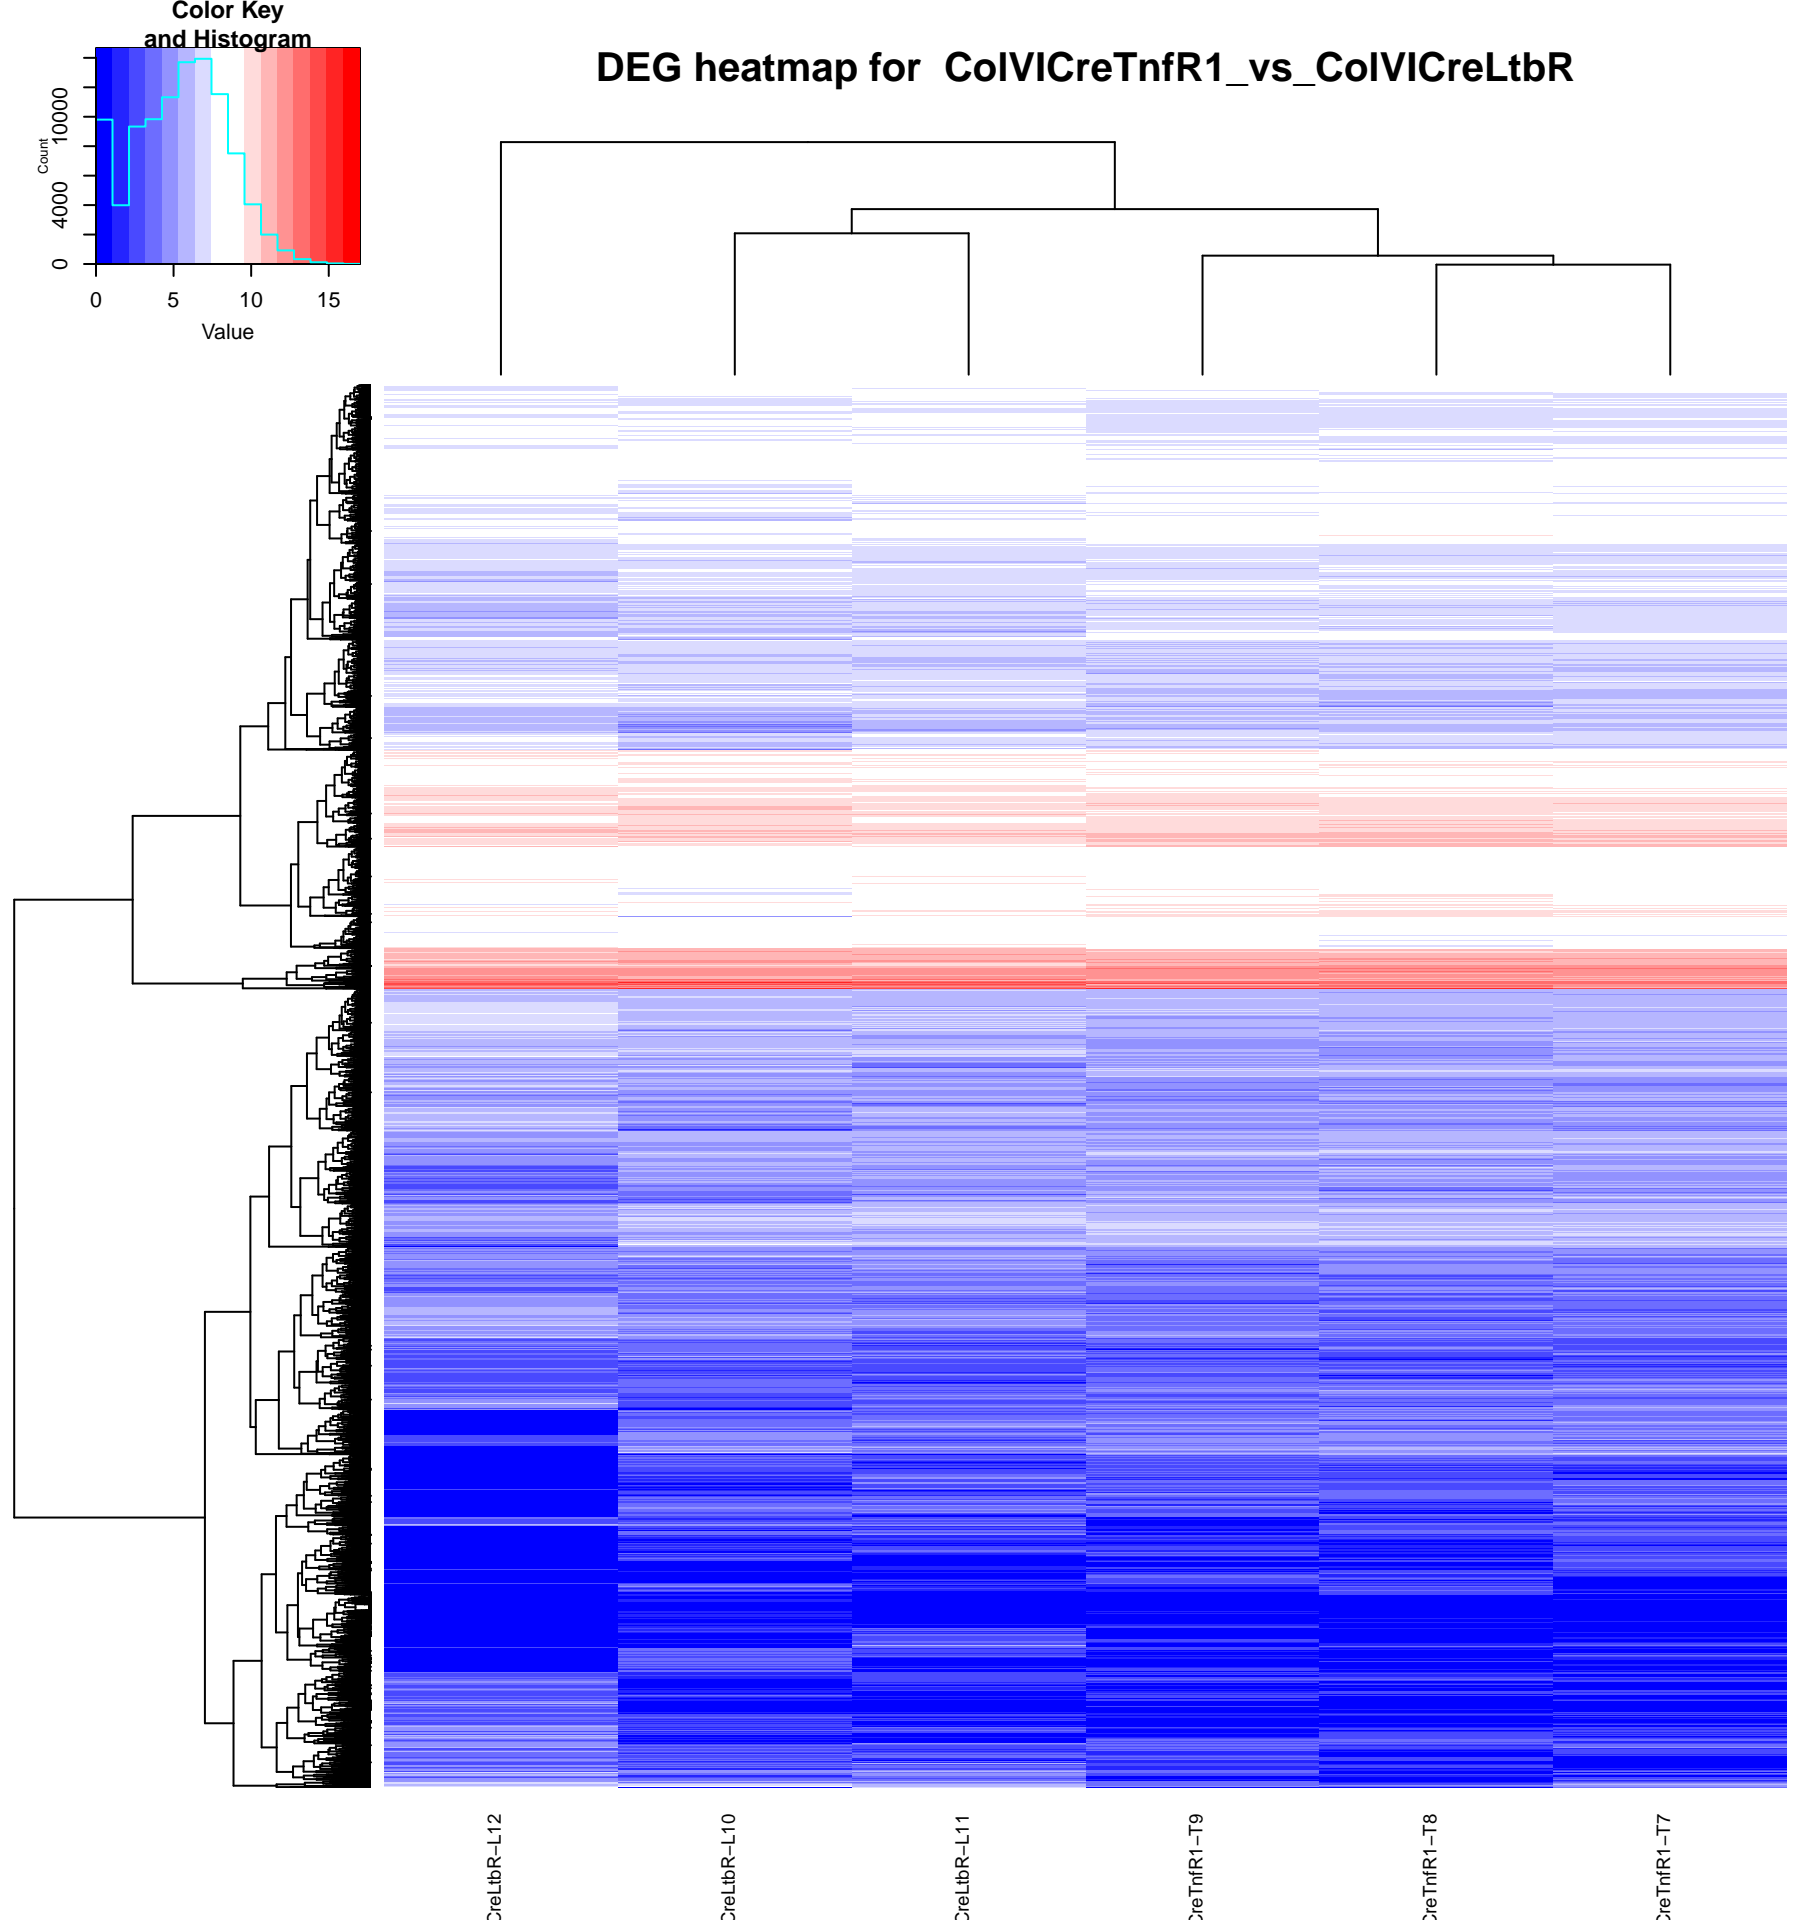 Color Key
and Histogram
DEG heatmap for ColVICreTnfR1_vs_ColVICreLtbR
Count
0 4000 10000
0 5 10 15
Value
CreLtbR−L12
CreLtbR−L10
CreLtbR−L11
CreTnfR1−T9
CreTnfR1−T8
CreTnfR1−T7